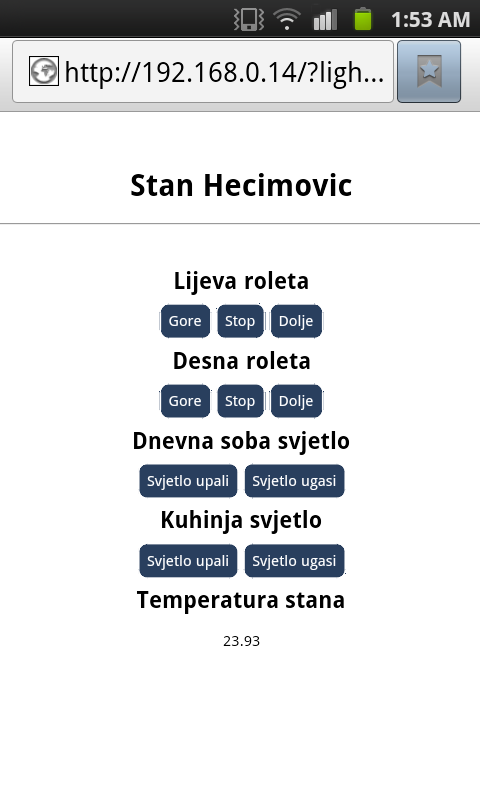 1:53 AM
http://192.168.0.14/?ligh...
Stan Hecimovic
Lijeva roleta
Gore Stop Dolje
Desna roleta
Gore Stop Dolje
Dnevna soba svjetlo
Svjetlo upali Svjetlo ugasi
Kuhinja svjetlo
Svjetlo upali Svjetlo ugasi
Temperatura stana
23.93